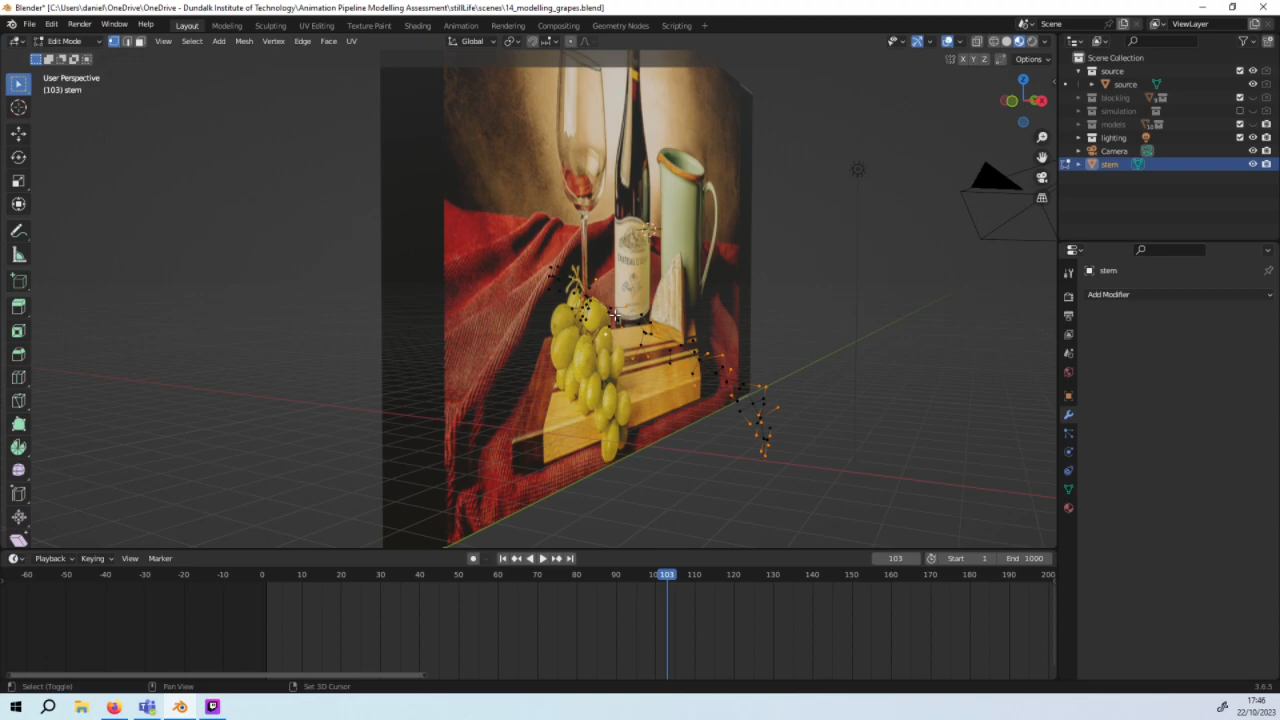 Blender* [C:\Users\daniel\OneDrive\OneDrive - Dundalk Institute of Technology\Animation Pipeline Modelling Assessment\stillLife\scenes\14_modelling_grapes.blend]
File Edit Render Window Help Layout Modeling Sculpting UV Editing Texture Paint Shading Animation Rendering Compositing Geometry Nodes Scripting + Scene ViewLayer
Edit Mode View Select Add Mesh Vertex Edge Face UV Global
X Y Z Options
User Perspective
(103) stem
Z
X
Scene Collection
source
source
blocking
simulation
models
lighting
Camera
stem
stem
Add Modifier
Playback Keying View Marker 103 Start 1 End 1000
-60 -50 -40 -30 -20 -10 0 10 20 30 40 50 60 70 80 90 103 110 120 130 140 150 160 170 180 190 200
Select (Toggle) Pan View Set 3D Cursor 3.6.5
17:46
22/10/2023